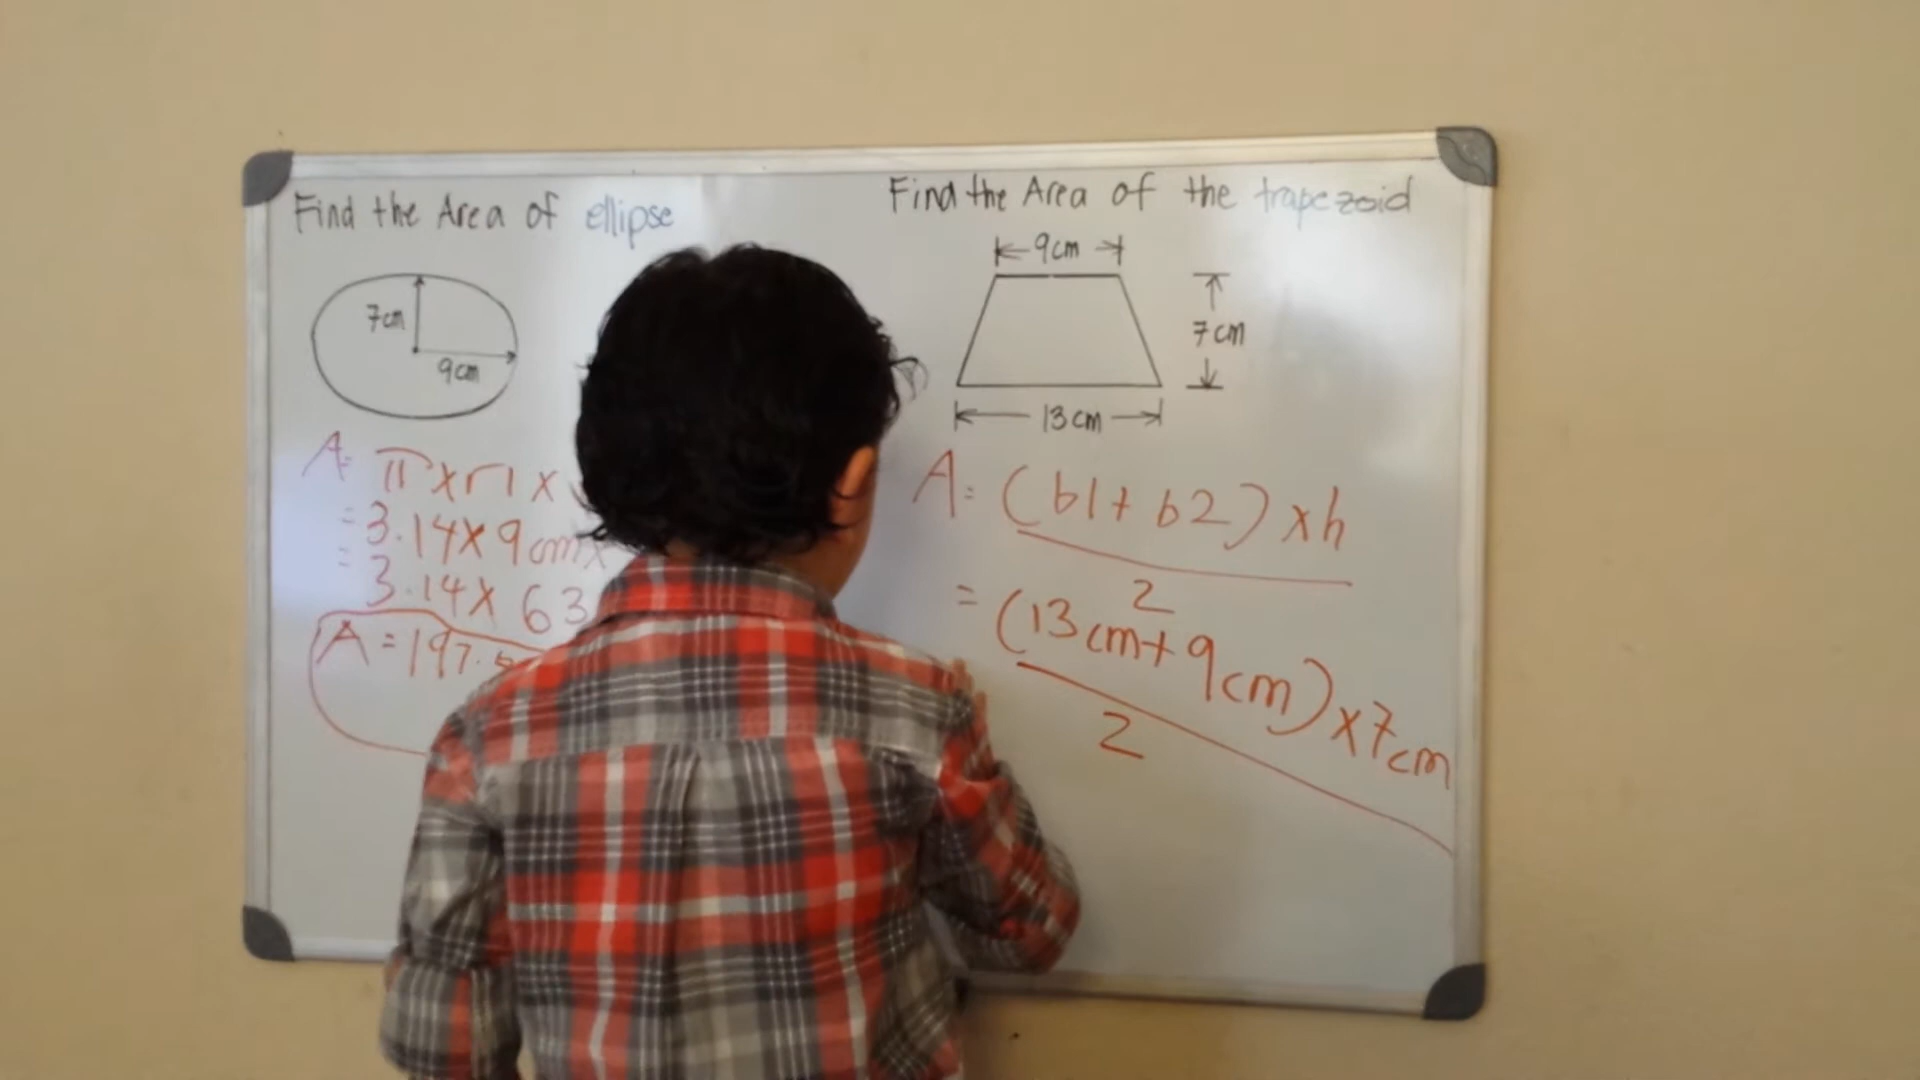 Find the Area of ellipse
7cm
9cm
A= π x r1 x
= 3.14 x 9cm x
= 3.14 x 63
A = 197.
Find the Area of the trapezoid
9cm
7cm
13cm
A= (b1+b2) x h
2
= (13cm+9cm) x 7cm
2